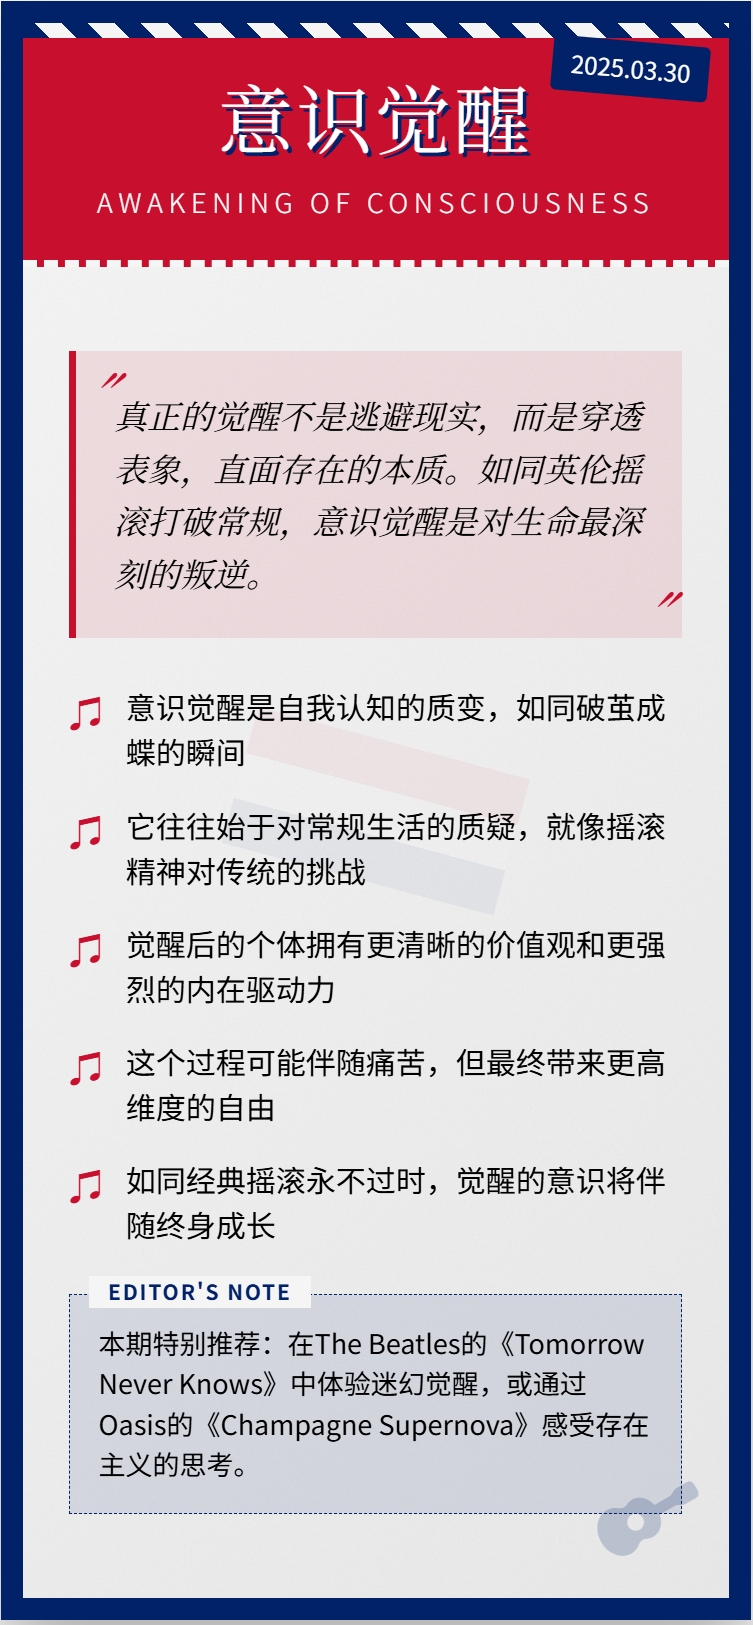 2025.03.30
意识觉醒
AWAKENING OF CONSCIOUSNESS
"
真正的觉醒不是逃避现实，而是穿透
表象，直面存在的本质。如同英伦摇
滚打破常规，意识觉醒是对生命最深
刻的叛逆。
"
意识觉醒是自我认知的质变，如同破茧成
蝶的瞬间
它往往始于对常规生活的质疑，就像摇滚
精神对传统的挑战
觉醒后的个体拥有更清晰的价值观和更强
烈的内在驱动力
这个过程可能伴随痛苦，但最终带来更高
维度的自由
如同经典摇滚永不过时，觉醒的意识将伴
随终身成长
EDITOR'S NOTE
本期特别推荐：在The Beatles的《Tomorrow
Never Knows》中体验迷幻觉醒，或通过
Oasis的《Champagne Supernova》感受存在
主义的思考。